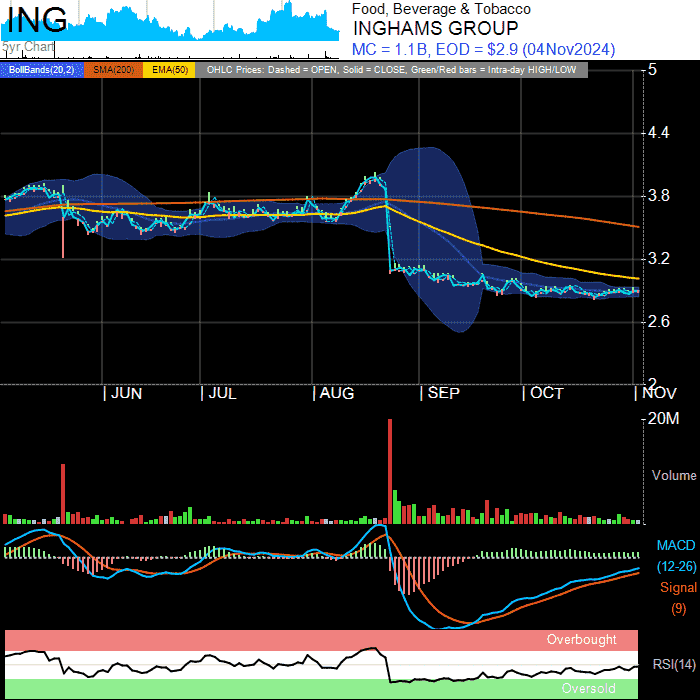 ING
Food, Beverage & Tobacco
INGHAMS GROUP
5yr Chart
MC = 1.1B, EOD = $2.9 (04Nov2024)
BollBands(20,2) SMA(200) EMA(50) OHLC Prices: Dashed = OPEN, Solid = CLOSE, Green/Red bars = Intra-day HIGH/LOW
5
4.4
3.8
3.2
2.6
2
JUN JUL AUG SEP OCT NOV
20M
Volume
MACD
(12-26)
Signal
(9)
Overbought
RSI(14)
Oversold